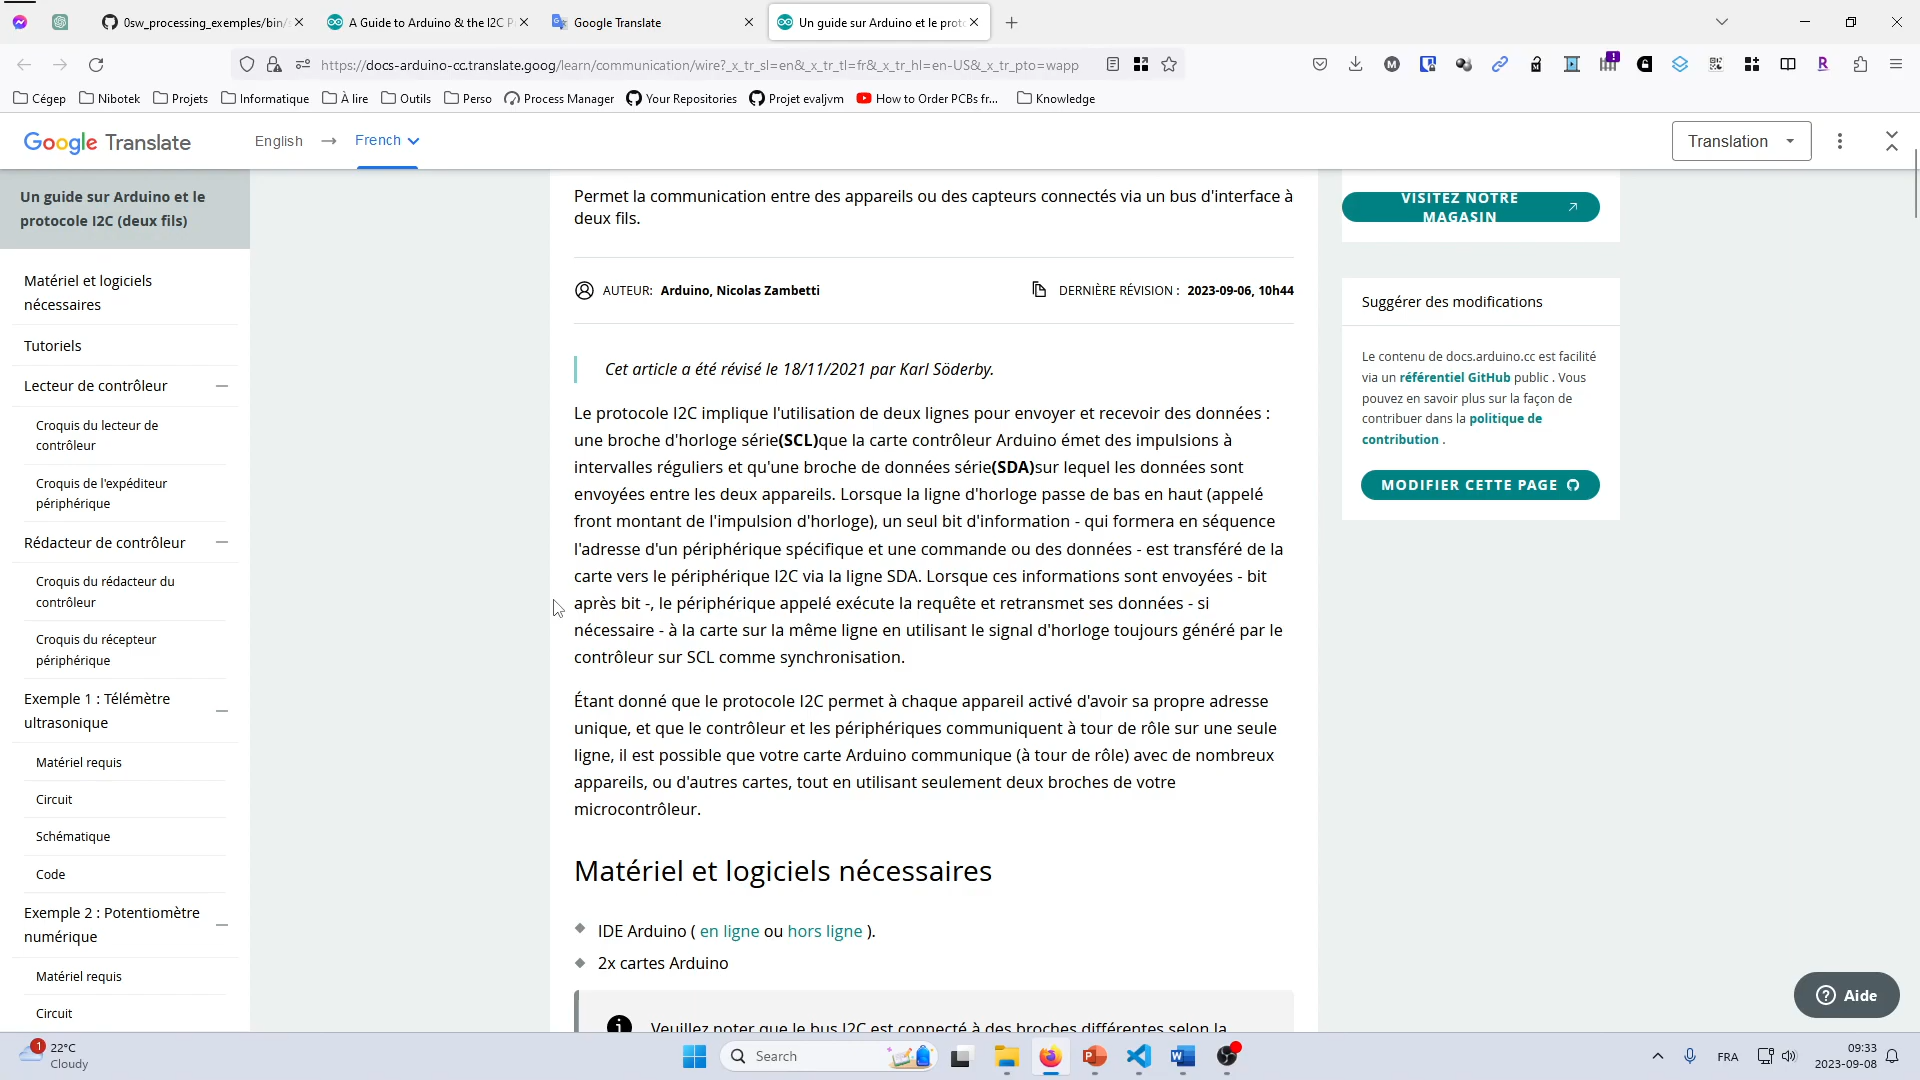 0sw_processing_exemples/bin/
A Guide to Arduino & the I2C P
Google Translate
Un guide sur Arduino et le proto
https://docs-arduino-cc.translate.goog/learn/communication/wire?_x_tr_sl=en&_x_tr_tl=fr&_x_tr_hl=en-US&_x_tr_pto=wapp
Cégep
Nibotek
Projets
Informatique
À lire
Outils
Perso
Process Manager
Your Repositories
Projet evaljvm
How to Order PCBs fr...
Knowledge
Google Translate
English → French
Translation
Un guide sur Arduino et le
protocole I2C (deux fils)
Matériel et logiciels
nécessaires
Tutoriels
Lecteur de contrôleur
Croquis du lecteur de
contrôleur
Croquis de l'expéditeur
périphérique
Rédacteur de contrôleur
Croquis du rédacteur du
contrôleur
Croquis du récepteur
périphérique
Exemple 1 : Télémètre
ultrasonique
Matériel requis
Circuit
Schématique
Code
Exemple 2 : Potentiomètre
numérique
Matériel requis
Circuit
Permet la communication entre des appareils ou des capteurs connectés via un bus d'interface à
deux fils.
AUTEUR: Arduino, Nicolas Zambetti
DERNIÈRE RÉVISION : 2023-09-06, 10h44
Cet article a été révisé le 18/11/2021 par Karl Söderby.
Le protocole I2C implique l'utilisation de deux lignes pour envoyer et recevoir des données :
une broche d'horloge série(SCL)que la carte contrôleur Arduino émet des impulsions à
intervalles réguliers et qu'une broche de données série(SDA)sur lequel les données sont
envoyées entre les deux appareils. Lorsque la ligne d'horloge passe de bas en haut (appelé
front montant de l'impulsion d'horloge), un seul bit d'information - qui formera en séquence
l'adresse d'un périphérique spécifique et une commande ou des données - est transféré de la
carte vers le périphérique I2C via la ligne SDA. Lorsque ces informations sont envoyées - bit
après bit -, le périphérique appelé exécute la requête et retransmet ses données - si
nécessaire - à la carte sur la même ligne en utilisant le signal d'horloge toujours généré par le
contrôleur sur SCL comme synchronisation.
Étant donné que le protocole I2C permet à chaque appareil activé d'avoir sa propre adresse
unique, et que le contrôleur et les périphériques communiquent à tour de rôle sur une seule
ligne, il est possible que votre carte Arduino communique (à tour de rôle) avec de nombreux
appareils, ou d'autres cartes, tout en utilisant seulement deux broches de votre
microcontrôleur.
Matériel et logiciels nécessaires
IDE Arduino ( en ligne ou hors ligne ).
2x cartes Arduino
Veuillez noter que le bus I2C est connecté à des broches différentes selon la
VISITEZ NOTRE
MAGASIN
Suggérer des modifications
Le contenu de docs.arduino.cc est facilité
via un référentiel GitHub public . Vous
pouvez en savoir plus sur la façon de
contribuer dans la politique de
contribution .
MODIFIER CETTE PAGE
Aide
1
22°C
Cloudy
Search
FRA
09:33
2023-09-08